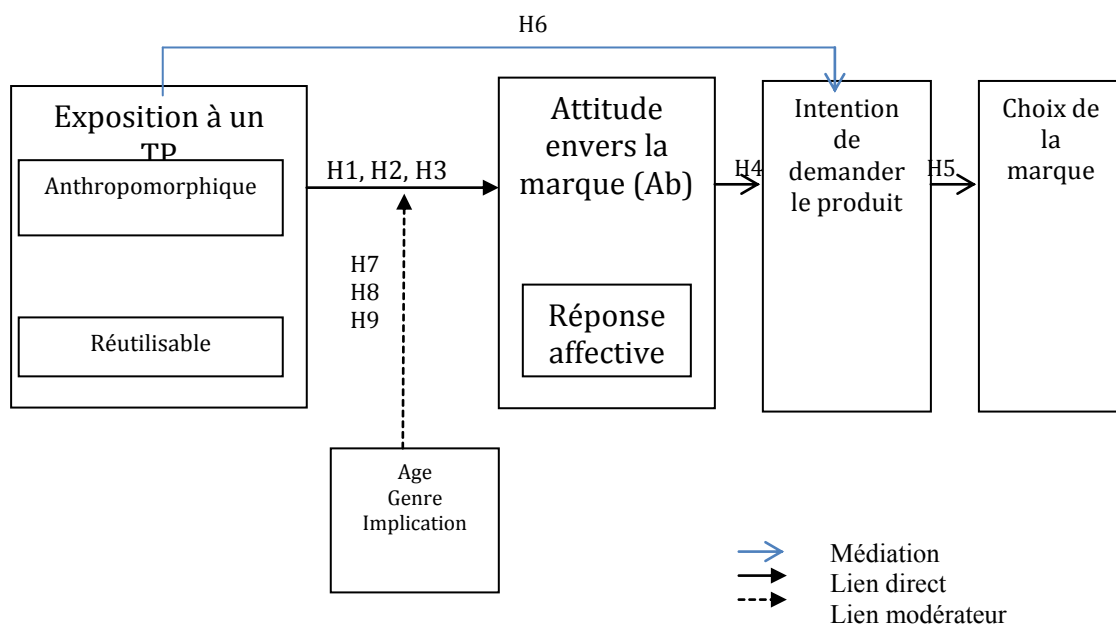 H6
Exposition à un
TP
Anthropomorphique
Réutilisable
H1, H2, H3
H7
H8
H9
Age
Genre
Implication
Attitude
envers la
marque (Ab)
Réponse
affective
H4
Intention
de
demander
le produit
H5
Choix de
la
marque
Médiation
Lien direct
Lien modérateur